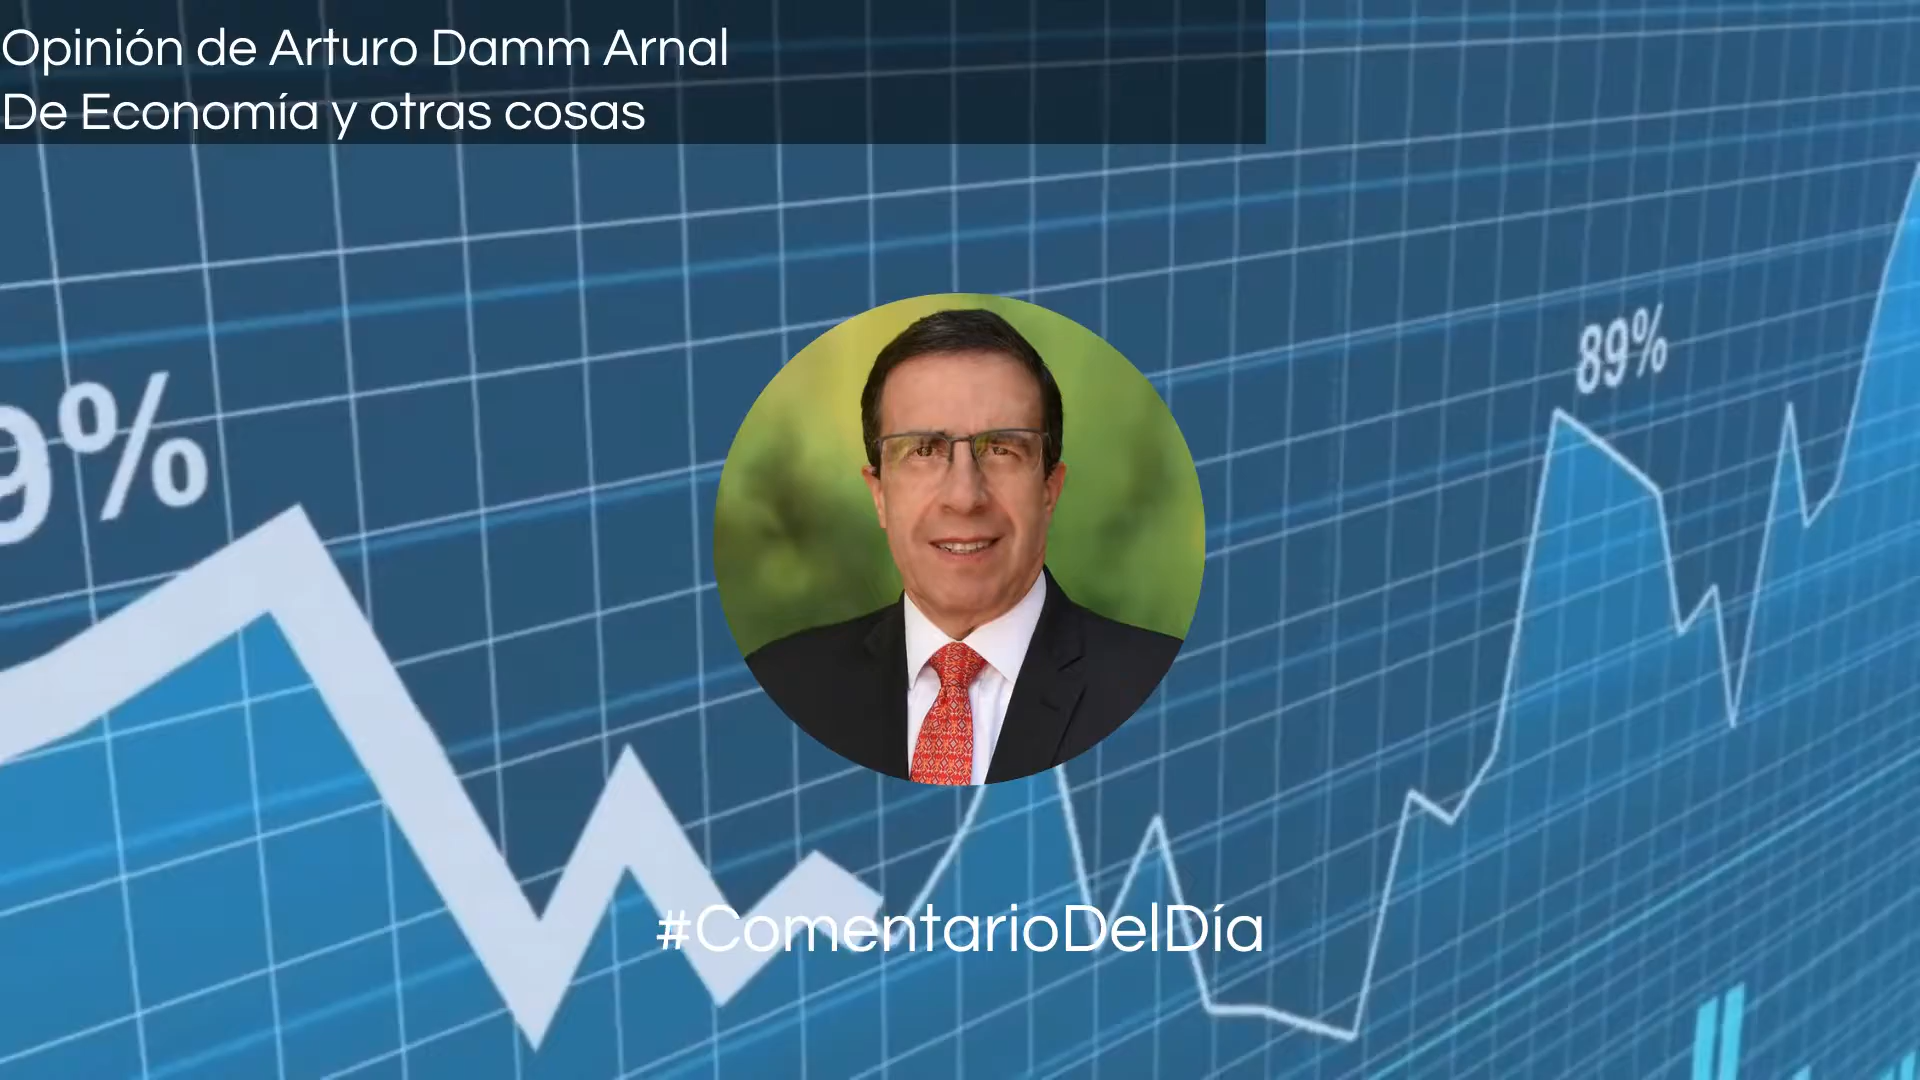 Opinión de Arturo Damm Arnal
De Economía y otras cosas
89%
9%
#ComentarioDelDía